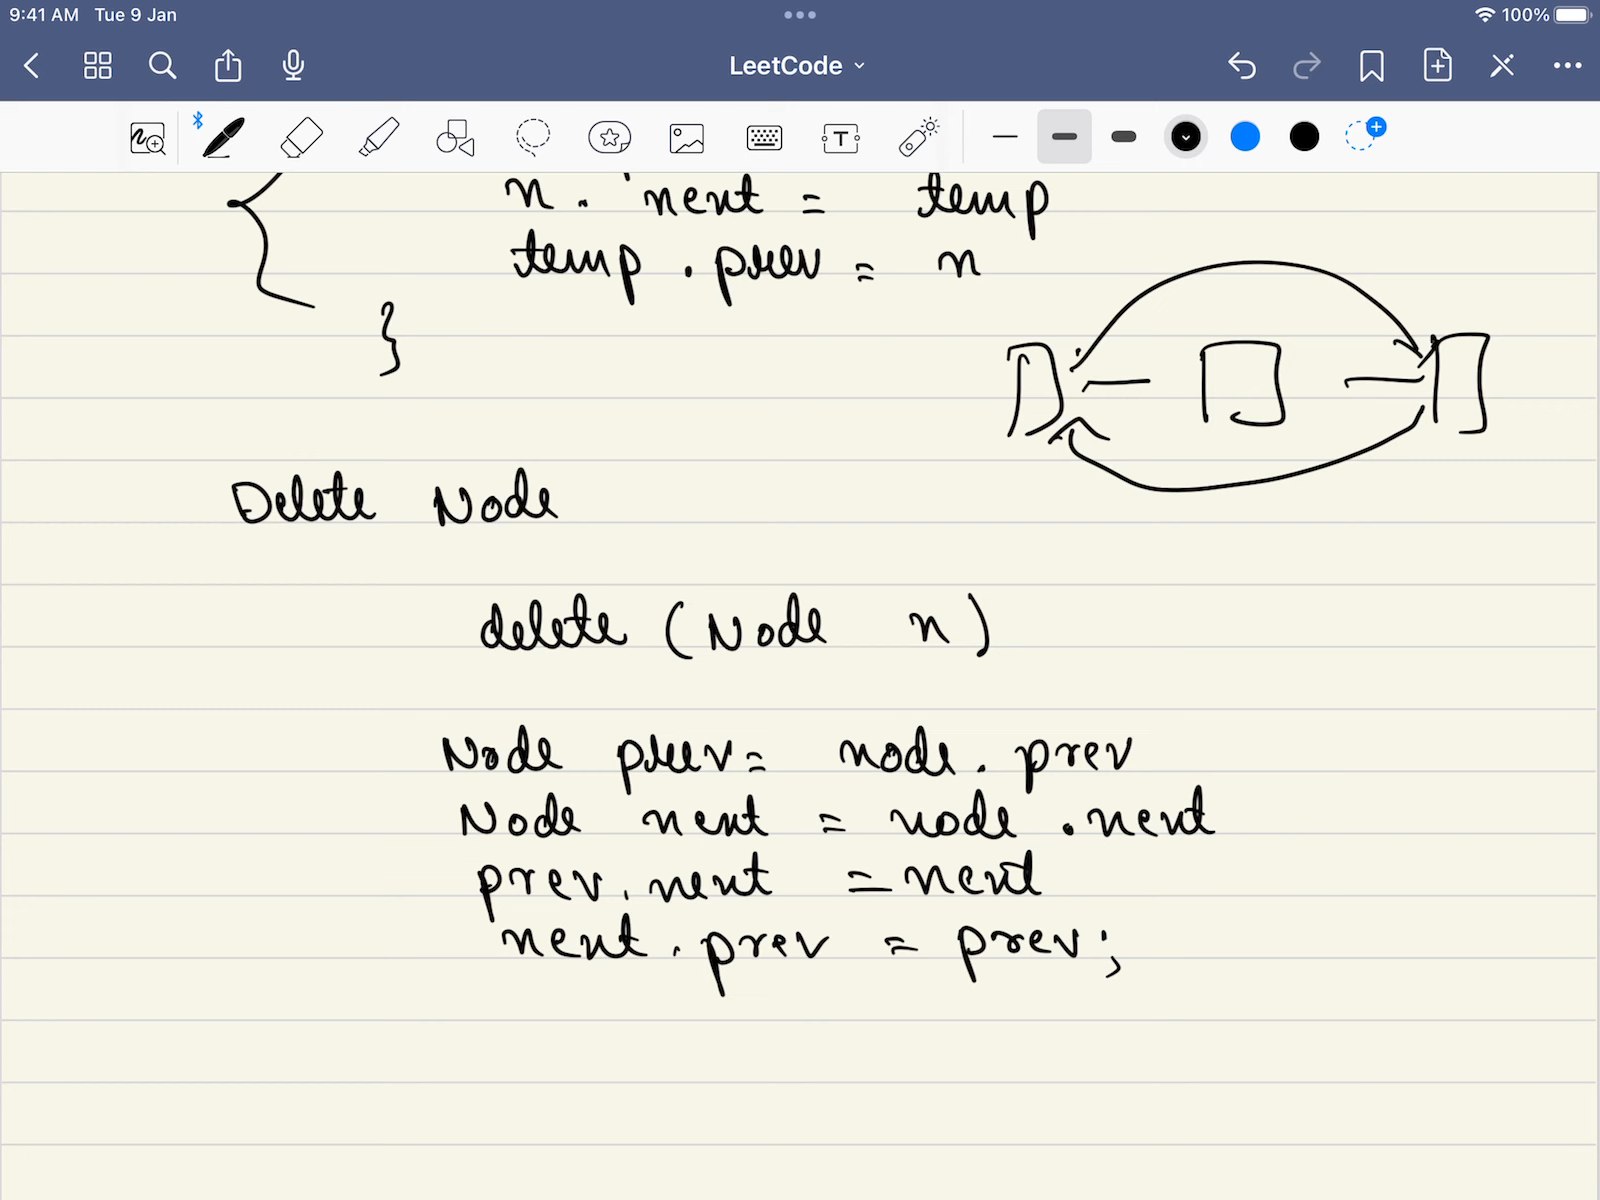 9:41 AM Tue 9 Jan 100%
LeetCode
T
n. next = temp
temp.prev = n
}
Delete Node
delete (Node n)
Node prev = node.prev
Node next = node.next
prev.next = next
next.prev = prev;